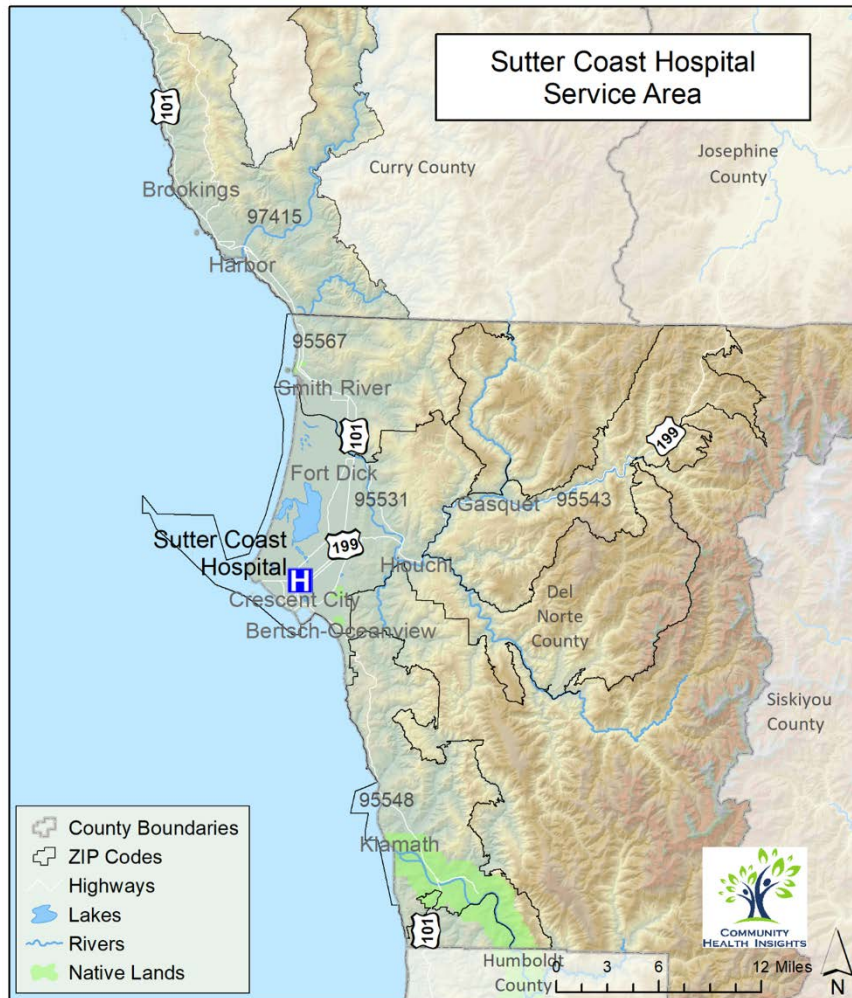 Sutter Coast Hospital
Service Area
101
Curry County
Josephine
County
Brookings
97415
Harbor
95567
Smith River
101
199
Fort Dick
95531
Gasquet
95543
Sutter Coast
Hospital
199
Hiouchi
H
Crescent City
Del
Norte
County
Bertsch-Oceanview
Siskiyou
County
95548
Klamath
101
Humboldt
County
County Boundaries
ZIP Codes
Highways
Lakes
Rivers
Native Lands
COMMUNITY
HEALTH INSIGHTS
0 3 6 12 Miles
N